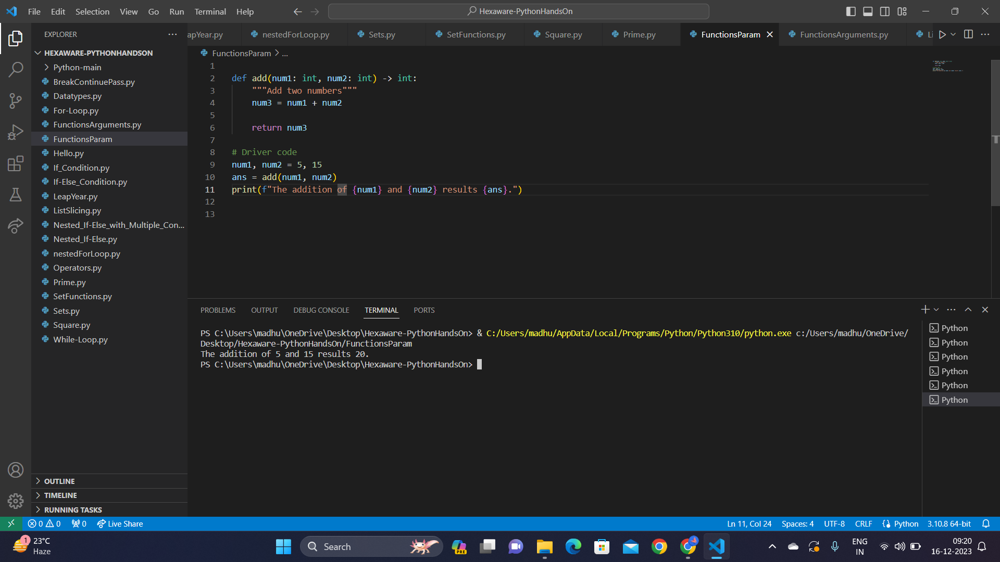 File Edit Selection View Go Run Terminal Help
Hexaware-PythonHandsOn
EXPLORER
apYear.py nestedForLoop.py Sets.py SetFunctions.py Square.py Prime.py FunctionsParam FunctionsArguments.py Li
FunctionsParam > ...
HEXAWARE-PYTHONHANDSON
Python-main
BreakContinuePass.py
Datatypes.py
For-Loop.py
FunctionsArguments.py
FunctionsParam
Hello.py
If_Condition.py
If-Else_Condition.py
LeapYear.py
ListSlicing.py
Nested_If-Else_with_Multiple_Con...
Nested_If-Else.py
nestedForLoop.py
Operators.py
Prime.py
SetFunctions.py
Sets.py
Square.py
While-Loop.py
OUTLINE
TIMELINE
RUNNING TASKS
1
2 def add(num1: int, num2: int) -> int:
3 """Add two numbers"""
4 num3 = num1 + num2
5
6 return num3
7
8 # Driver code
9 num1, num2 = 5, 15
10 ans = add(num1, num2)
11 print(f"The addition of {num1} and {num2} results {ans}.")
12
13
PROBLEMS OUTPUT DEBUG CONSOLE TERMINAL PORTS
PS C:\Users\madhu\OneDrive\Desktop\Hexaware-PythonHandsOn> & C:/Users/madhu/AppData/Local/Programs/Python/Python310/python.exe c:/Users/madhu/OneDrive/
Desktop/Hexaware-PythonHandsOn/FunctionsParam
The addition of 5 and 15 results 20.
PS C:\Users\madhu\OneDrive\Desktop\Hexaware-PythonHandsOn>
Python
Python
Python
Python
Python
Python
0 0 0 Live Share Ln 11, Col 24 Spaces: 4 UTF-8 CRLF Python 3.10.8 64-bit
1
23°C
Haze
Search
PRE
ENG
IN
09:20
16-12-2023